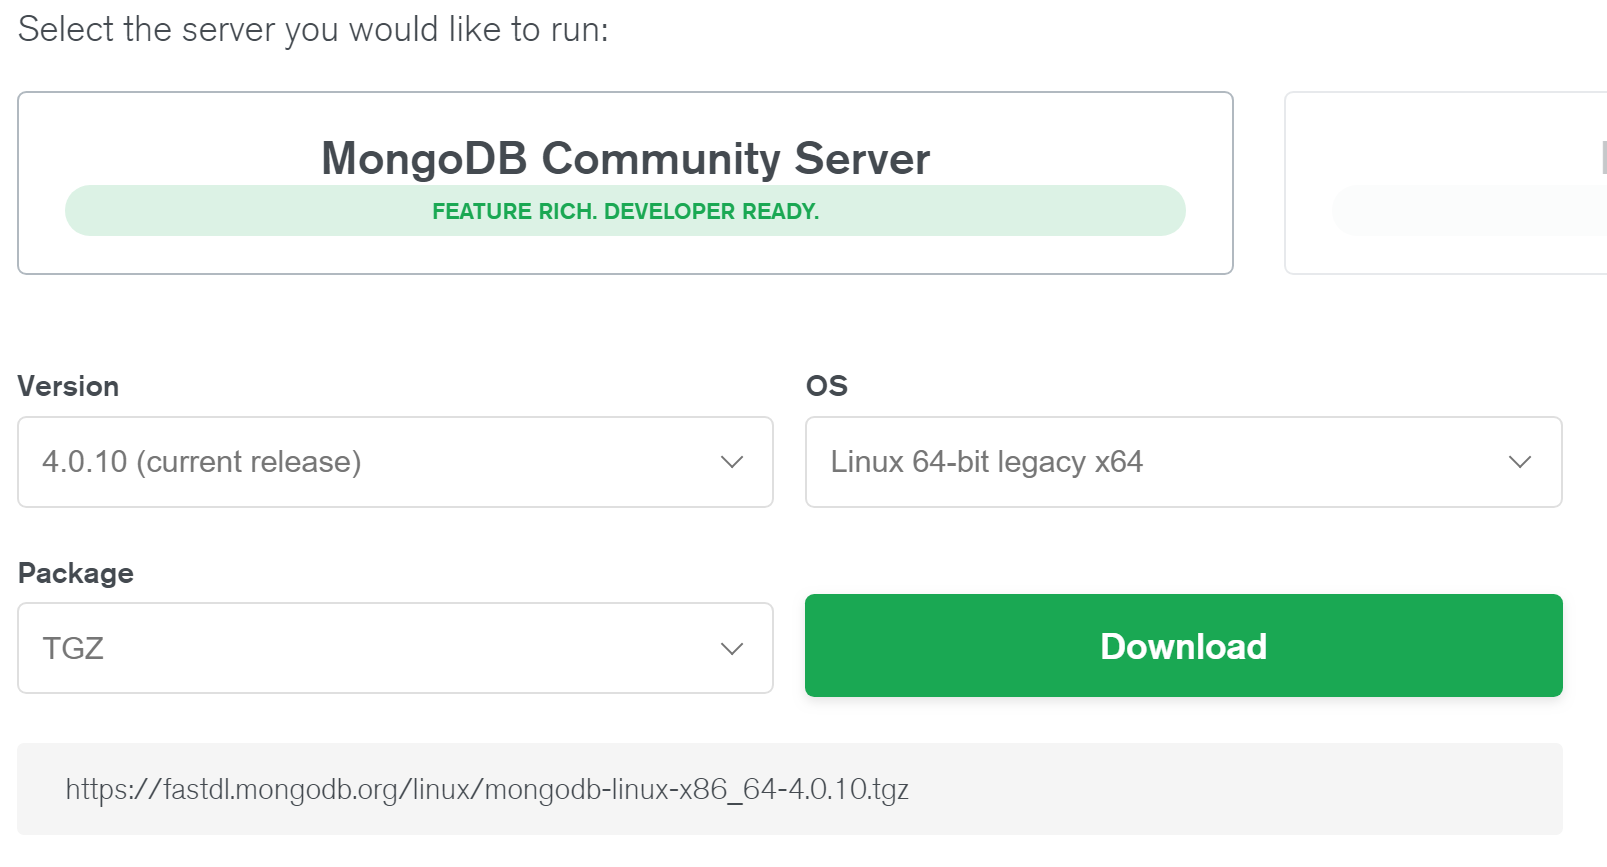 Select the server you would like to run:
MongoDB Community Server
FEATURE RICH. DEVELOPER READY.
Version
OS
4.0.10 (current release)
Linux 64-bit legacy x64
Package
TGZ
Download
https://fastdl.mongodb.org/linux/mongodb-linux-x86_64-4.0.10.tgz